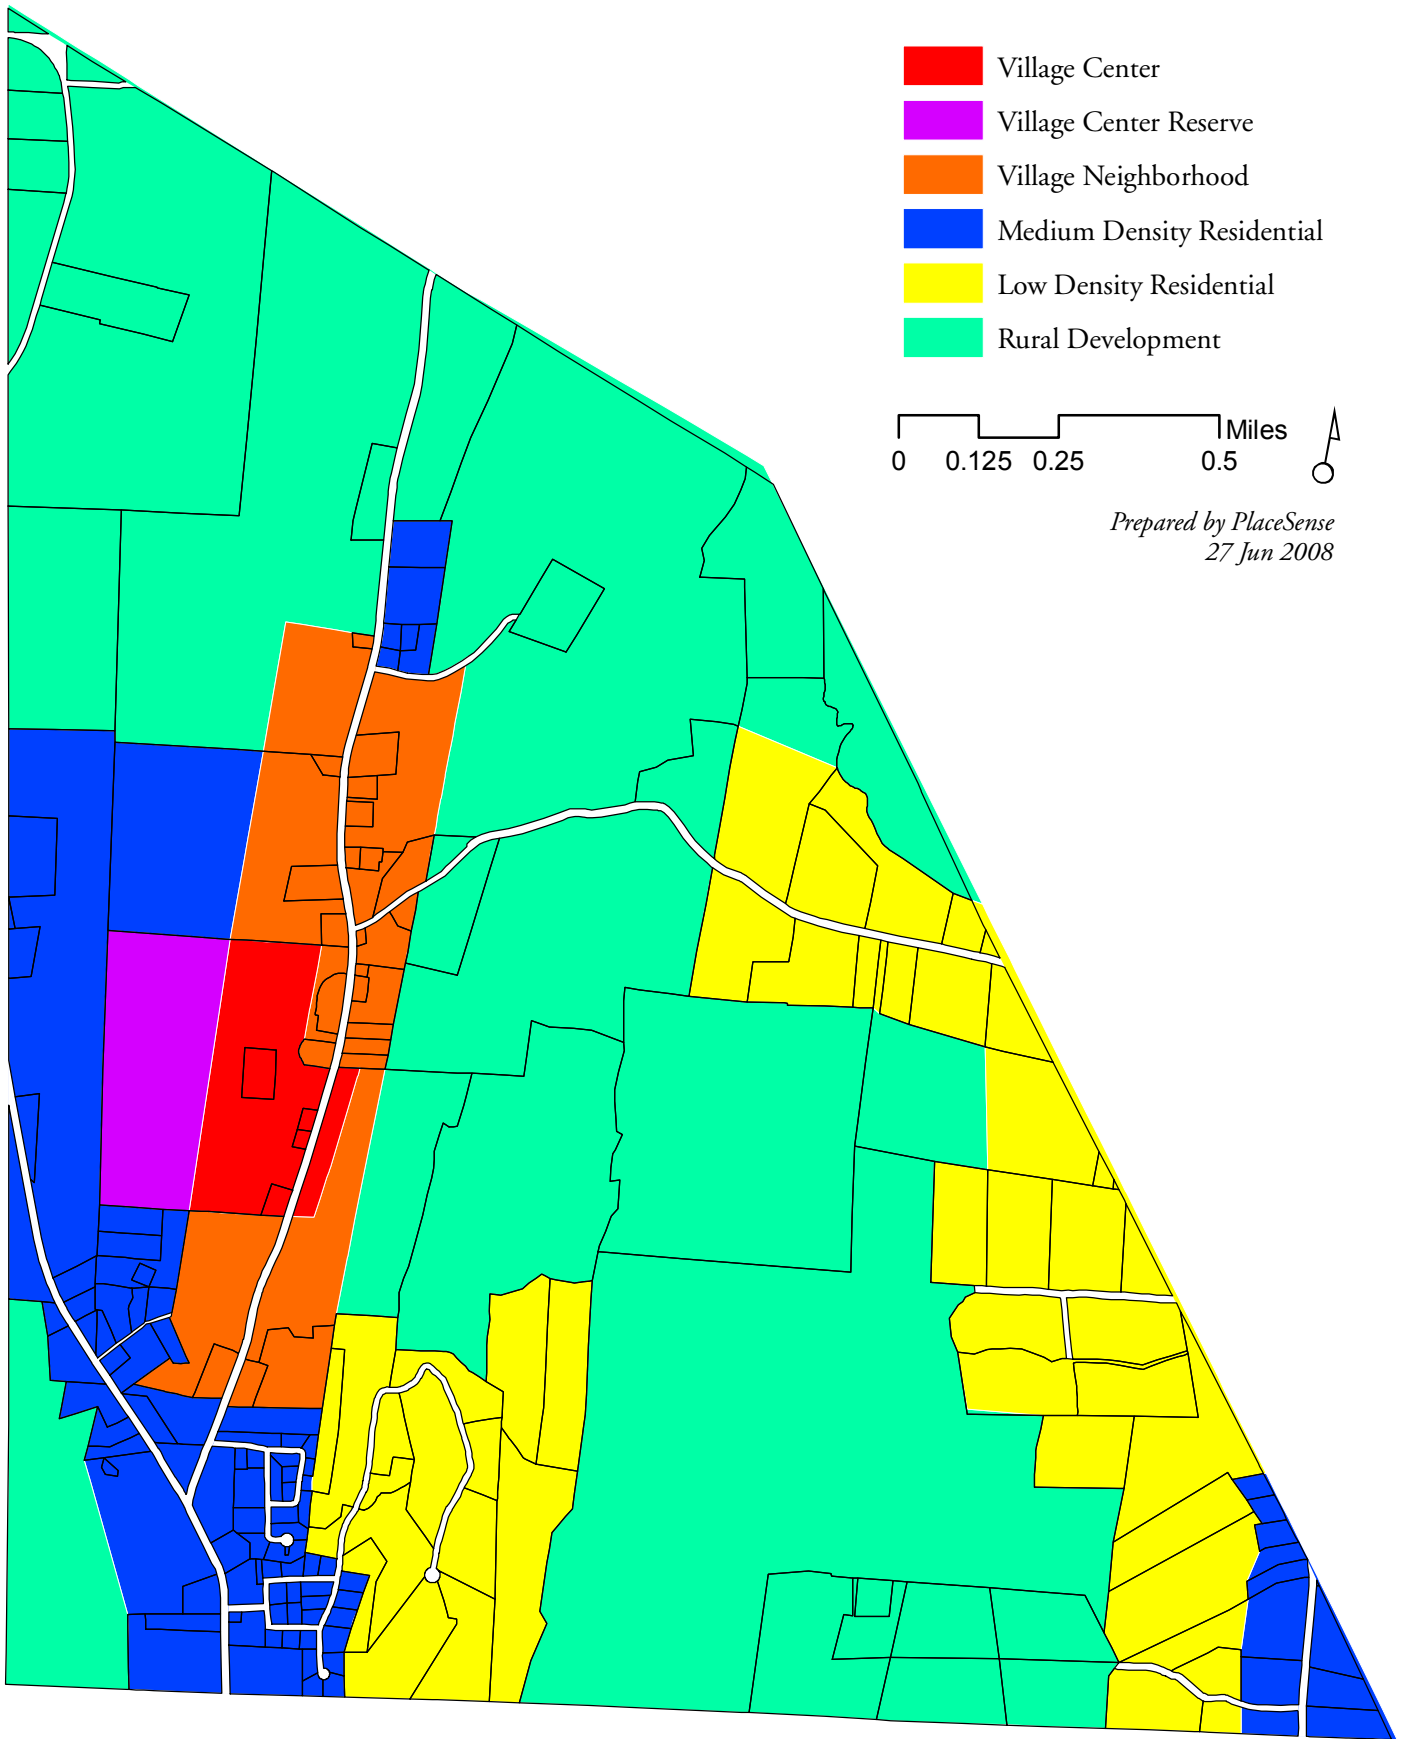 Village Center
Village Center Reserve
Village Neighborhood
Medium Density Residential
Low Density Residential
Rural Development
Miles
0 0.125 0.25 0.5
Prepared by PlaceSense
27 Jun 2008